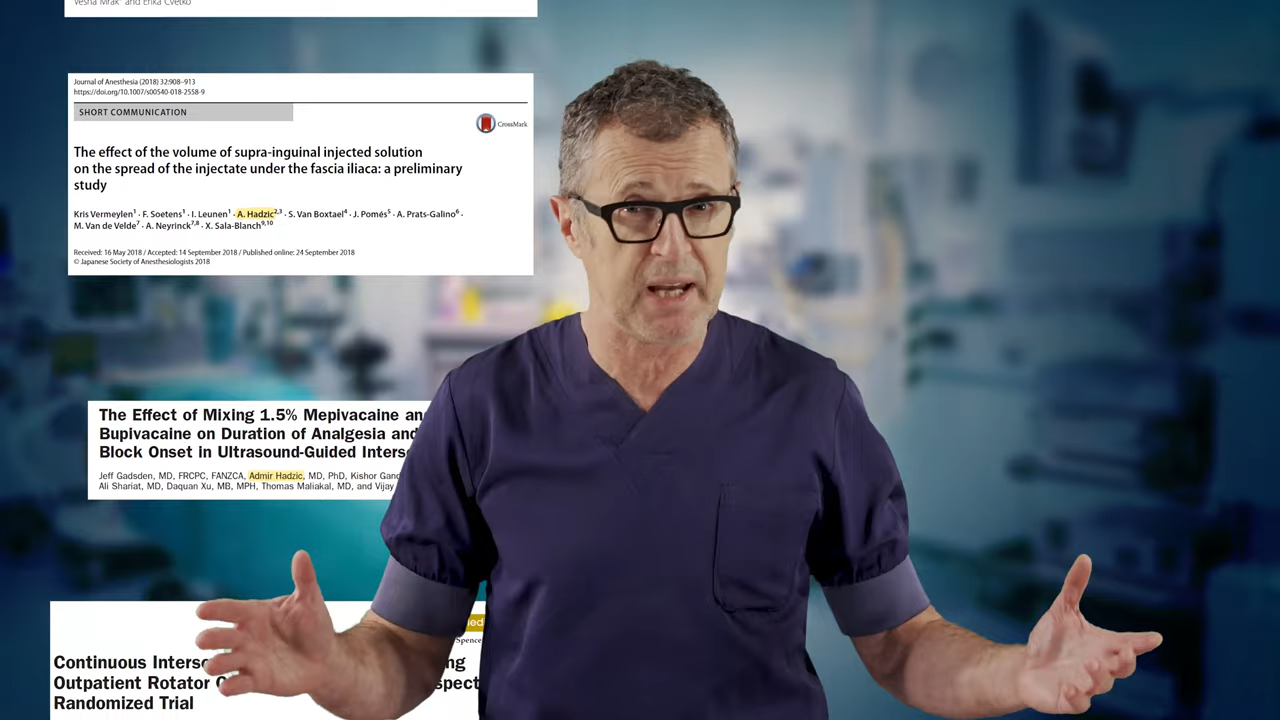 Vesna Mrak and Erika Cvetko
Journal of Anesthesia (2018) 32:908–913
https://doi.org/10.1007/s00540-018-2558-9
SHORT COMMUNICATION
CrossMark
The effect of the volume of supra-inguinal injected solution
on the spread of the injectate under the fascia iliaca: a preliminary
study
Kris Vermeylen1 · F. Soetens1 · I. Leunen1 · A. Hadzic2,3 · S. Van Boxtael4 · J. Pomés5 · A. Prats-Galino6 ·
M. Van de Velde7 · A. Neyrinck7,8 · X. Sala-Blanch9,10
Received: 16 May 2018 / Accepted: 14 September 2018 / Published online: 24 September 2018
© Japanese Society of Anesthesiologists 2018
The Effect of Mixing 1.5% Mepivacaine an
Bupivacaine on Duration of Analgesia and
Block Onset in Ultrasound-Guided Inters
Jeff Gadsden, MD, FRCPC, FANZCA, Admir Hadzic, MD, PhD, Kishor Gan
Ali Shariat, MD, Daquan Xu, MB, MPH, Thomas Maliakal, MD, and Vijay
ed
Spence
Continuous Inters ng
Outpatient Rotator spect
Randomized Trial